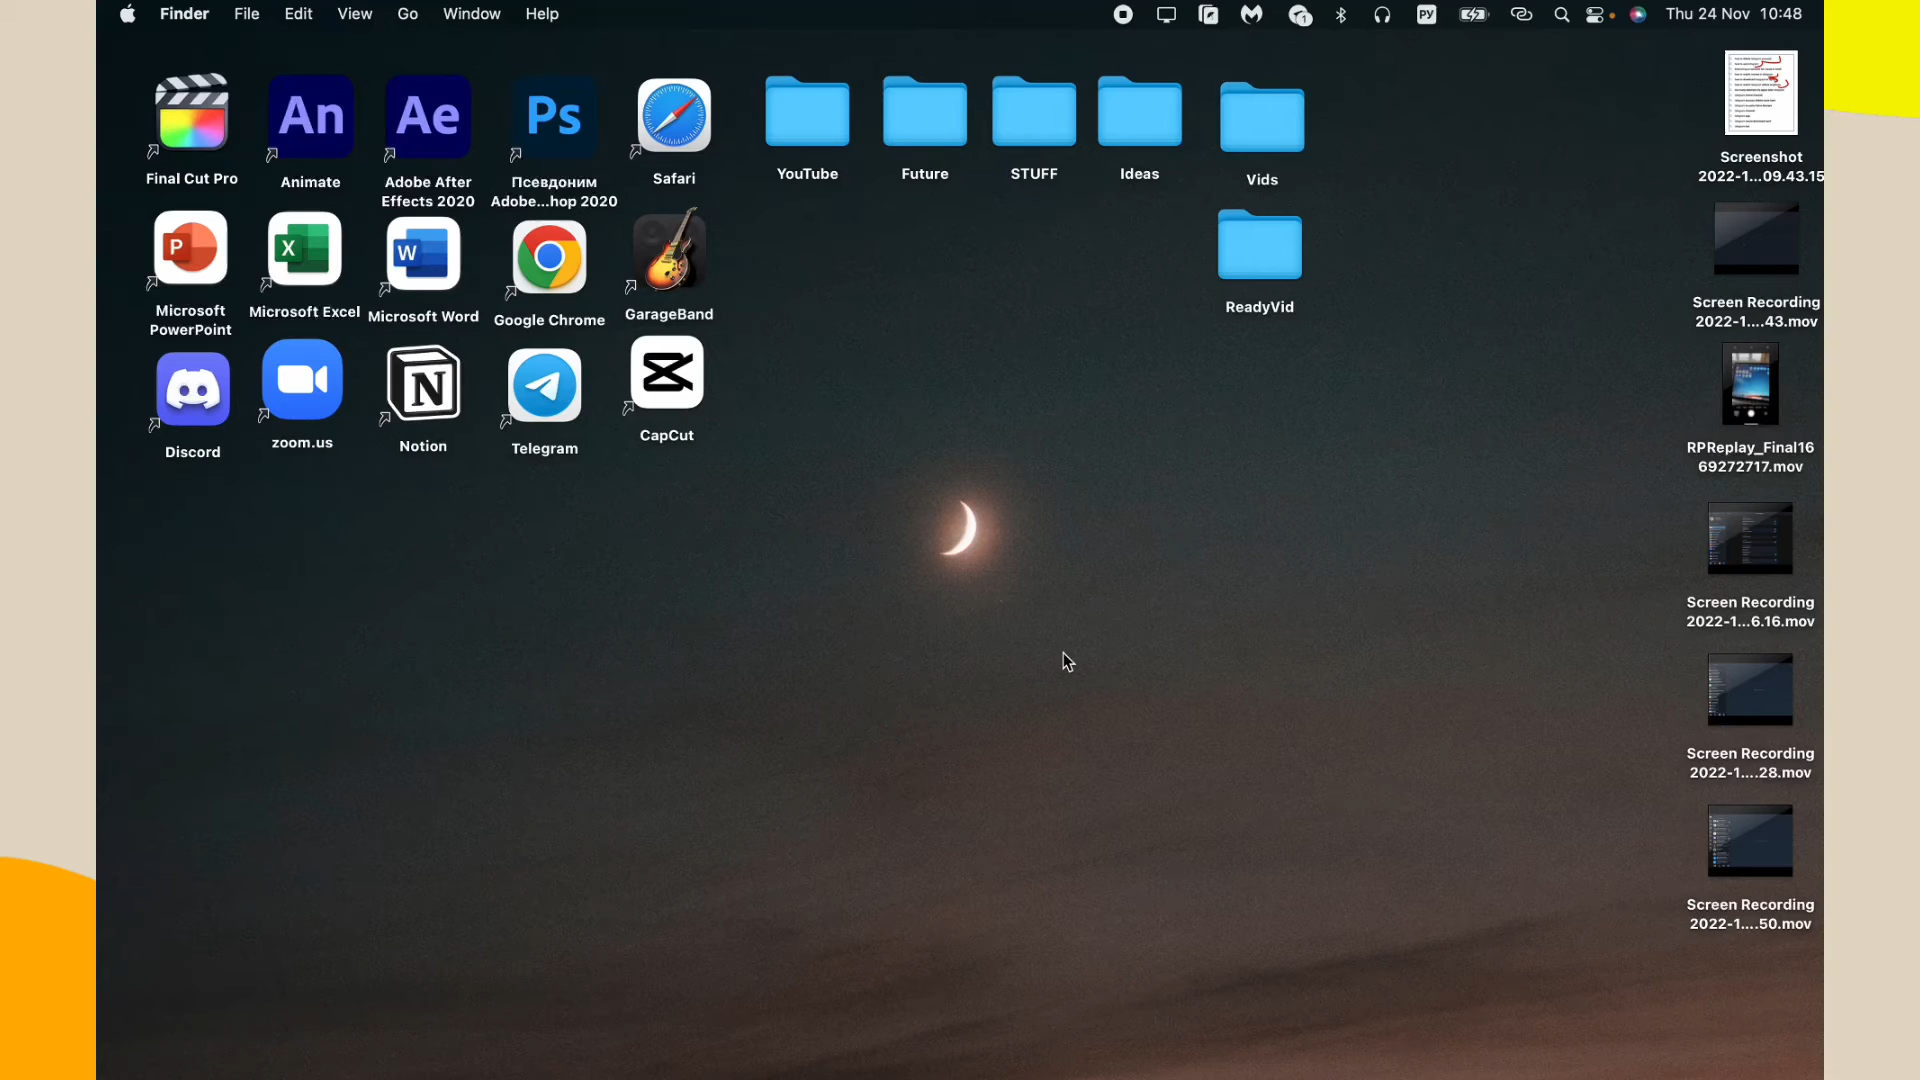 Finder File Edit View Go Window Help
1
РУ
Thu 24 Nov 10:48
An
Ae
Ps
Final Cut Pro
Animate
Adobe After
Effects 2020
Псевдоним
Adobe...hop 2020
Safari
YouTube
Future
STUFF
Ideas
Vids
Screenshot
2022-1...09.43.15
P
X
W
Microsoft
PowerPoint
Microsoft Excel
Microsoft Word
Google Chrome
GarageBand
ReadyVid
Screen Recording
2022-1....43.mov
N
Discord
zoom.us
Notion
Telegram
CapCut
RPReplay_Final16
69272717.mov
Screen Recording
2022-1...6.16.mov
Screen Recording
2022-1....28.mov
Screen Recording
2022-1....50.mov